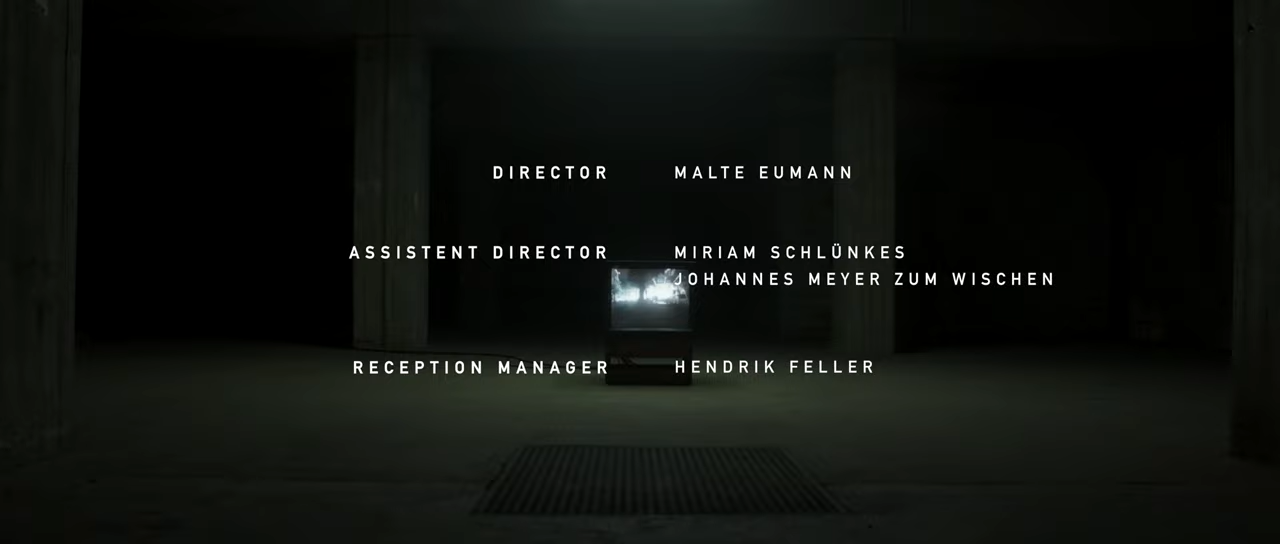 DIRECTOR MALTE EUMANN
ASSISTENT DIRECTOR MIRIAM SCHLÜNKES
JOHANNES MEYER ZUM WISCHEN
RECEPTION MANAGER HENDRIK FELLER